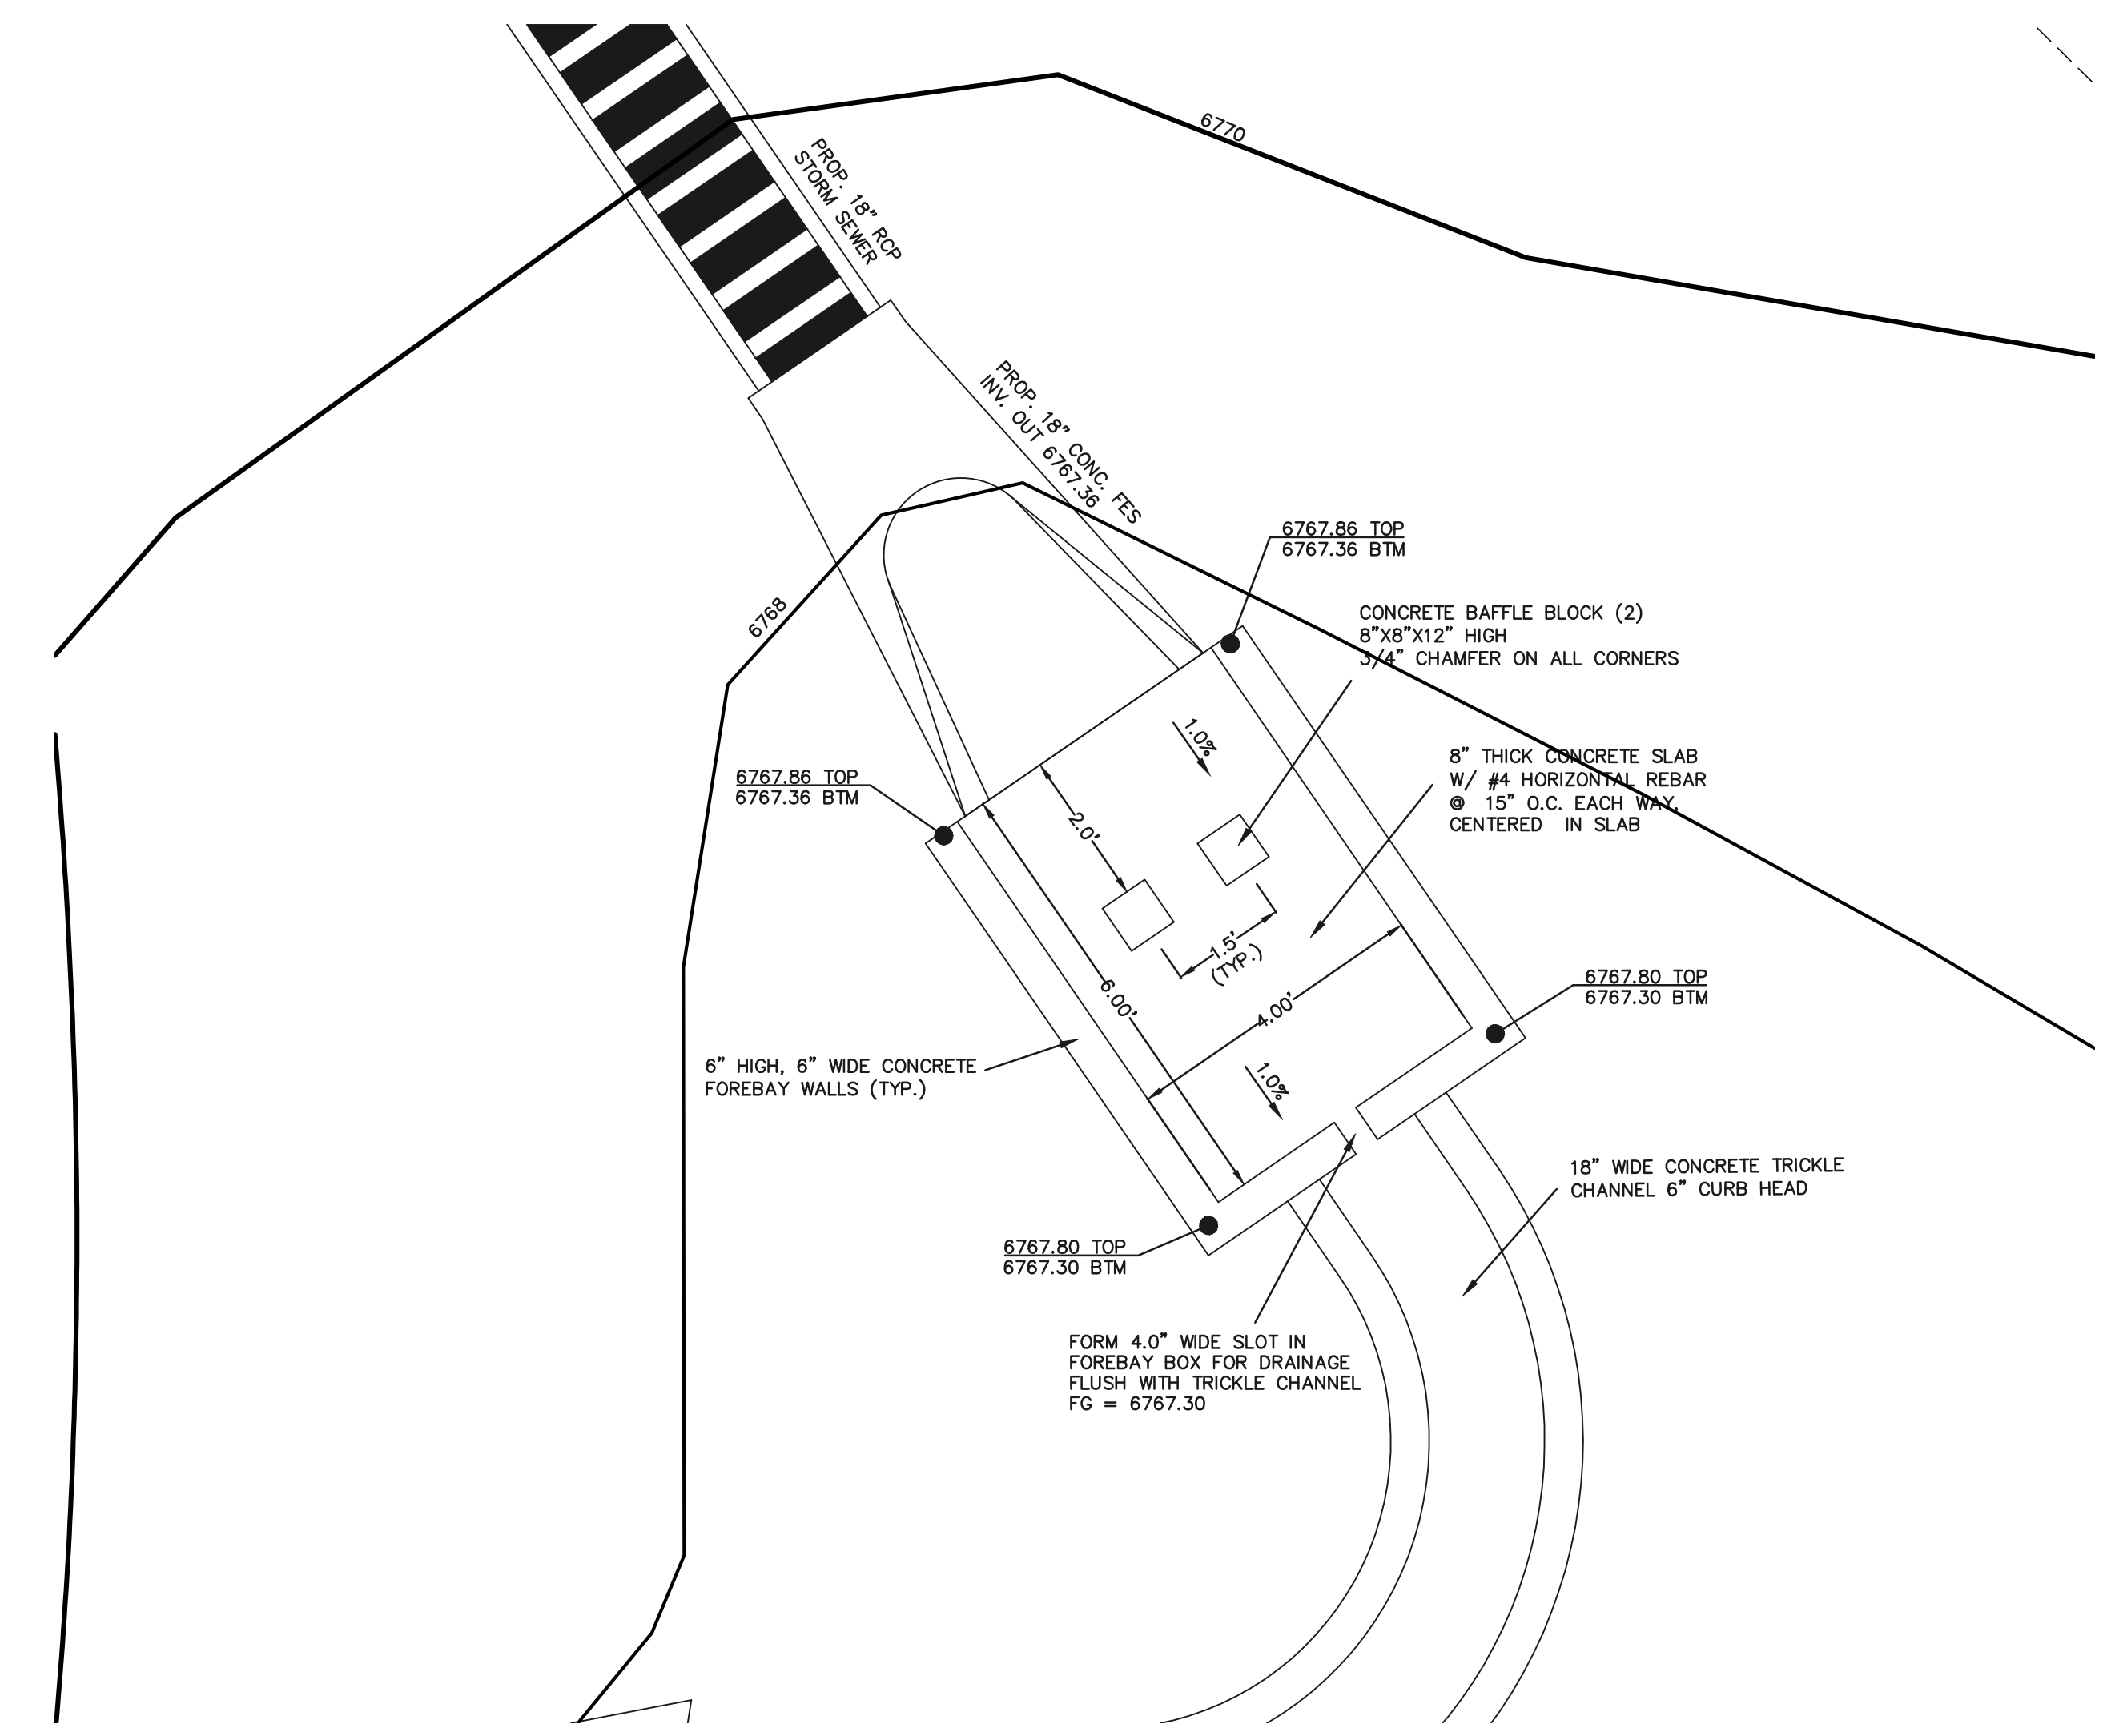 6770
PROP. 18" RCP
STORM SEWER
PROP. 18" CONC. FES
INV. OUT 6767.36
6767.86 TOP
6767.36 BTM
6768
CONCRETE BAFFLE BLOCK (2)
8"X8"X12" HIGH
3/4" CHAMFER ON ALL CORNERS
1.0%
8" THICK CONCRETE SLAB
W/ #4 HORIZONTAL REBAR
@ 15" O.C. EACH WAY,
CENTERED IN SLAB
6767.86 TOP
6767.36 BTM
2.0'
1.5'
(TYP.)
6.00'
4.00'
6767.80 TOP
6767.30 BTM
6" HIGH, 6" WIDE CONCRETE
FOREBAY WALLS (TYP.)
1.0%
18" WIDE CONCRETE TRICKLE
CHANNEL 6" CURB HEAD
6767.80 TOP
6767.30 BTM
FORM 4.0" WIDE SLOT IN
FOREBAY BOX FOR DRAINAGE
FLUSH WITH TRICKLE CHANNEL
FG = 6767.30